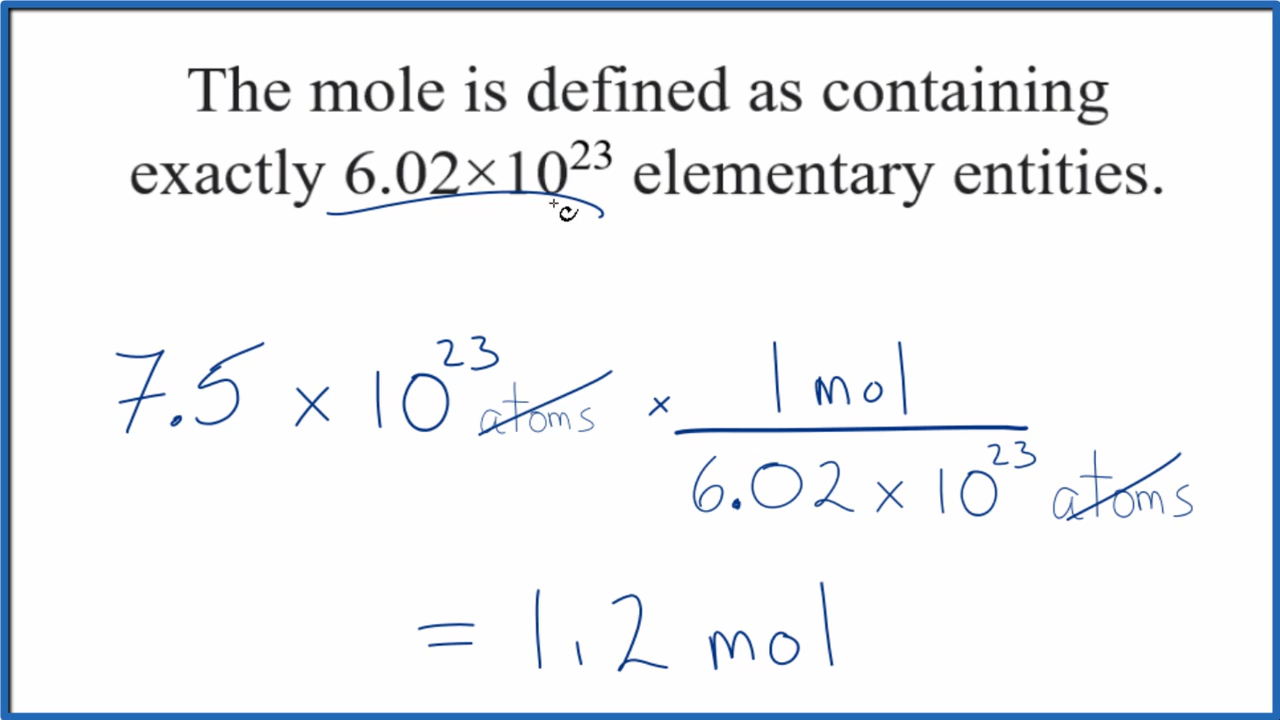 The mole is defined as containing
exactly 6.02×10²³ elementary entities.
7.5 × 10²³ atoms × 1 mol
6.02 × 10²³ atoms
= 1.2 mol